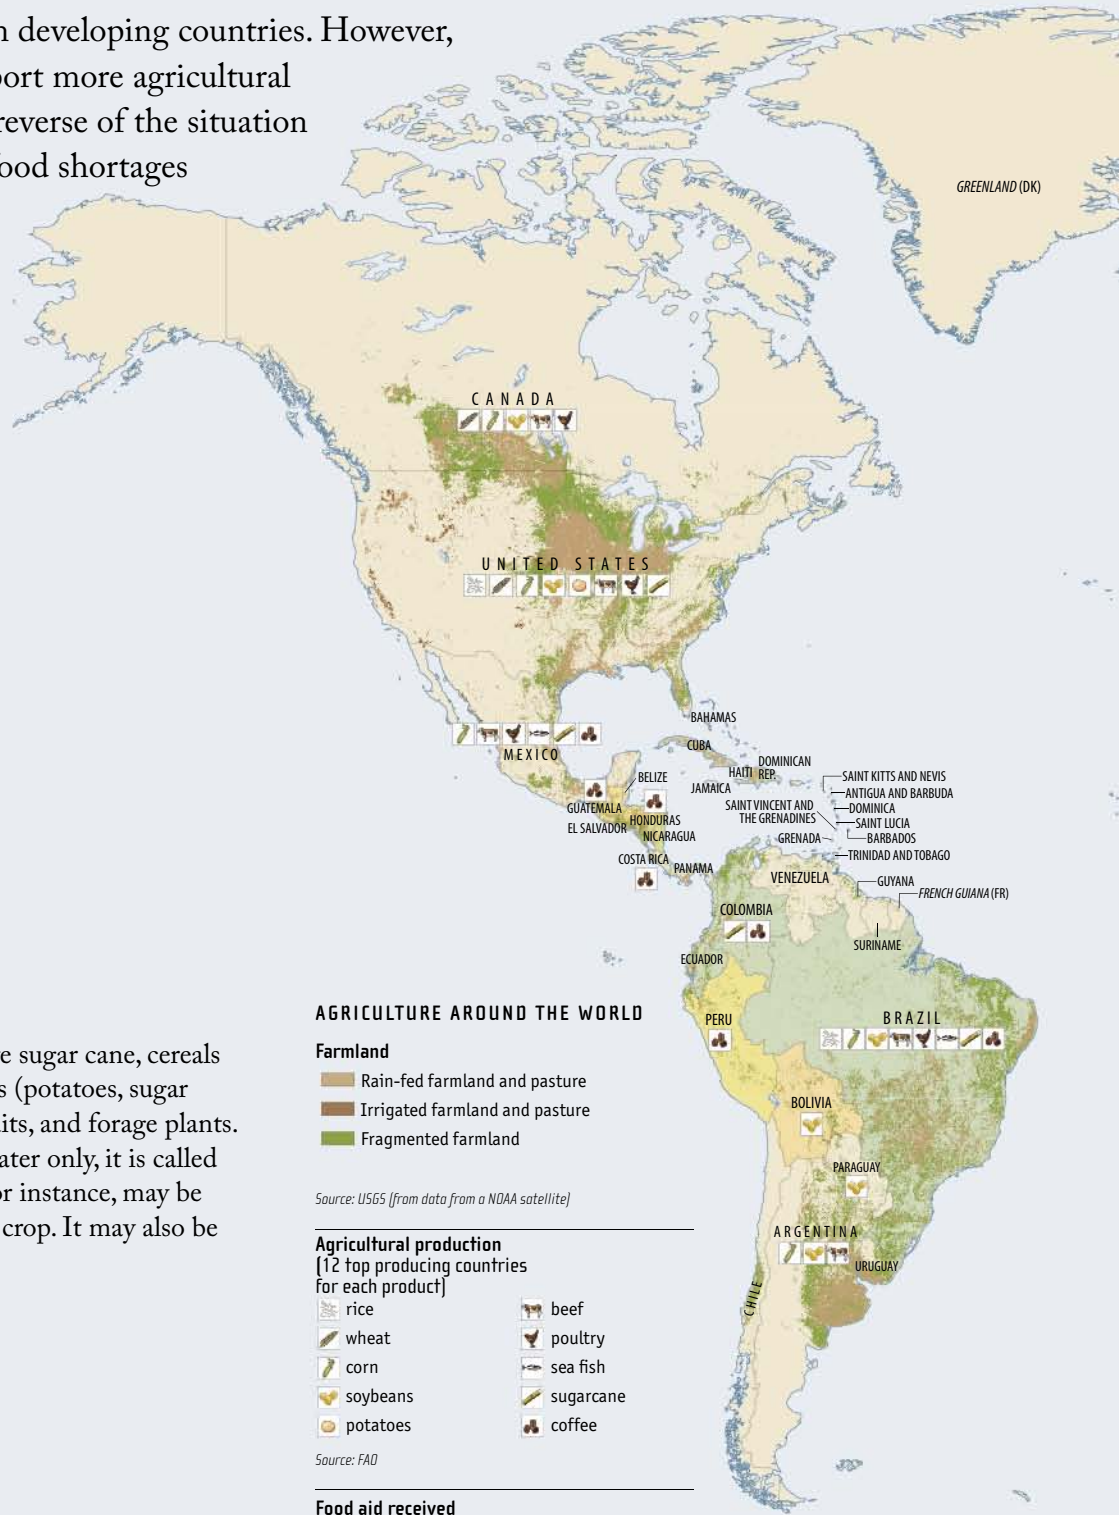 n developing countries. However,
port more agricultural
reverse of the situation
food shortages
GREENLAND (DK)
CANADA
UNITED STATES
MEXICO
BAHAMAS
CUBA
DOMINICAN
REP.
HAITI
JAMAICA
BELIZE
GUATEMALA
HONDURAS
EL SALVADOR
NICARAGUA
COSTA RICA
PANAMA
SAINT KITTS AND NEVIS
ANTIGUA AND BARBUDA
DOMINICA
SAINT VINCENT AND
THE GRENADINES
SAINT LUCIA
BARBADOS
GRENADA
TRINIDAD AND TOBAGO
VENEZUELA
GUYANA
FRENCH GUIANA (FR)
COLOMBIA
SURINAME
ECUADOR
PERU
BRAZIL
BOLIVIA
PARAGUAY
ARGENTINA
URUGUAY
CHILE
e sugar cane, cereals
s (potatoes, sugar
its, and forage plants.
ater only, it is called
or instance, may be
crop. It may also be
AGRICULTURE AROUND THE WORLD
Farmland
Rain-fed farmland and pasture
Irrigated farmland and pasture
Fragmented farmland
Source: USGS (from data from a NOAA satellite)
Agricultural production
(12 top producing countries
for each product)
rice
wheat
corn
soybeans
potatoes
beef
poultry
sea fish
sugarcane
coffee
Source: FAO
Food aid received